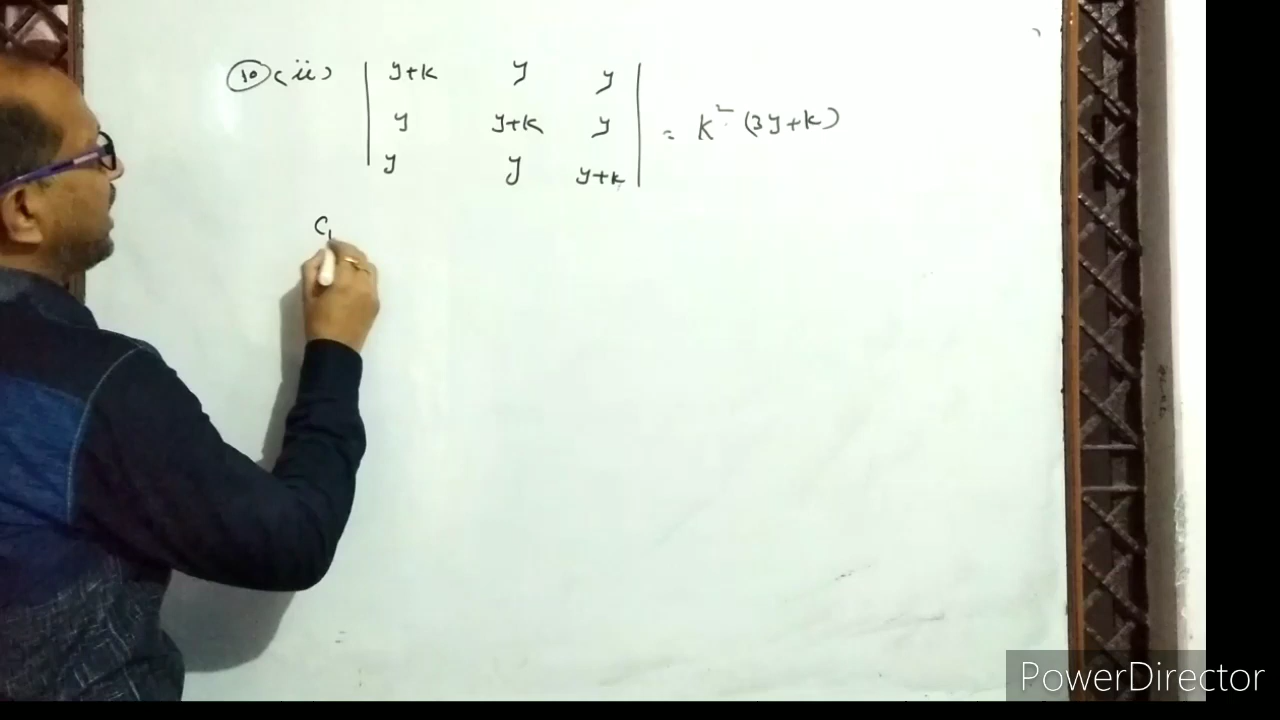 10 (ii) | y+k y y |
| y y+k y | = k² (3y+k)
| y y y+k |
C₁
PowerDirector